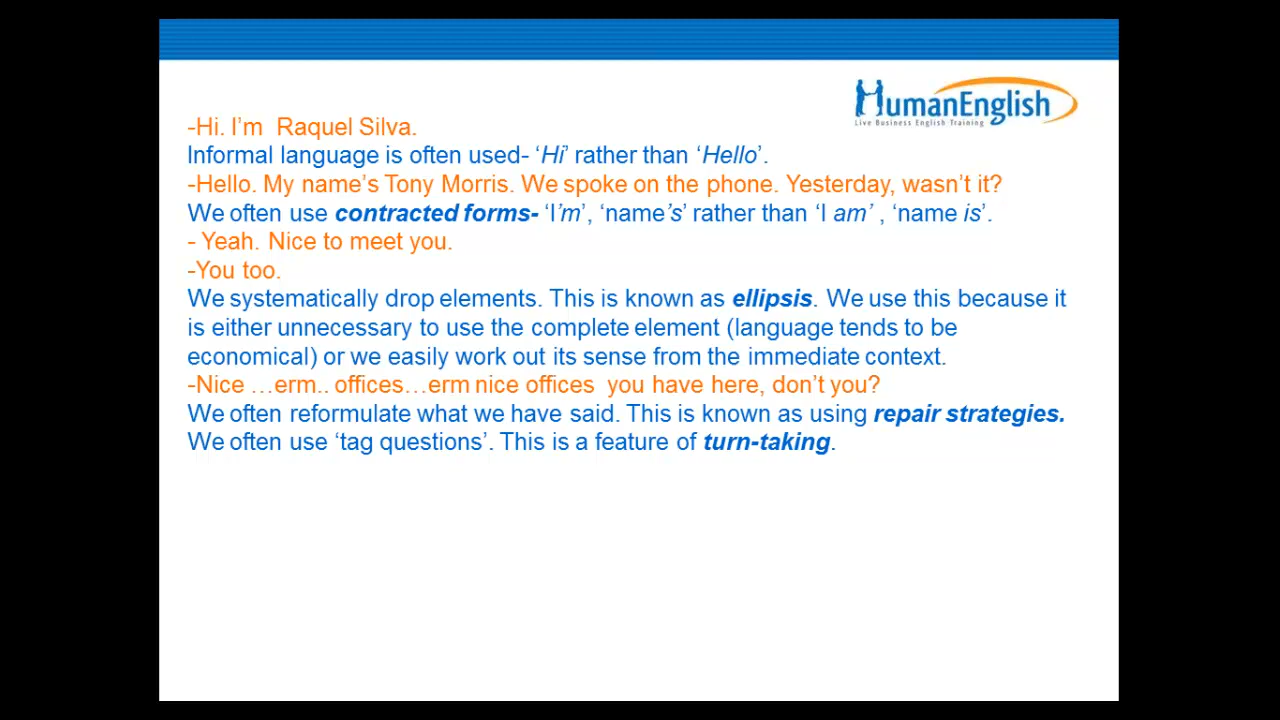 HumanEnglish
Live Business English Training
-Hi. I’m  Raquel Silva.
Informal language is often used- ‘Hi’ rather than ‘Hello’.
-Hello. My name’s Tony Morris. We spoke on the phone. Yesterday, wasn’t it?
We often use contracted forms- ‘I’m’, ‘name’s’ rather than ‘I am’ , ‘name is’.
- Yeah. Nice to meet you.
-You too.
We systematically drop elements. This is known as ellipsis. We use this because it
is either unnecessary to use the complete element (language tends to be
economical) or we easily work out its sense from the immediate context.
-Nice …erm.. offices…erm nice offices  you have here, don’t you?
We often reformulate what we have said. This is known as using repair strategies.
We often use ‘tag questions’. This is a feature of turn-taking.